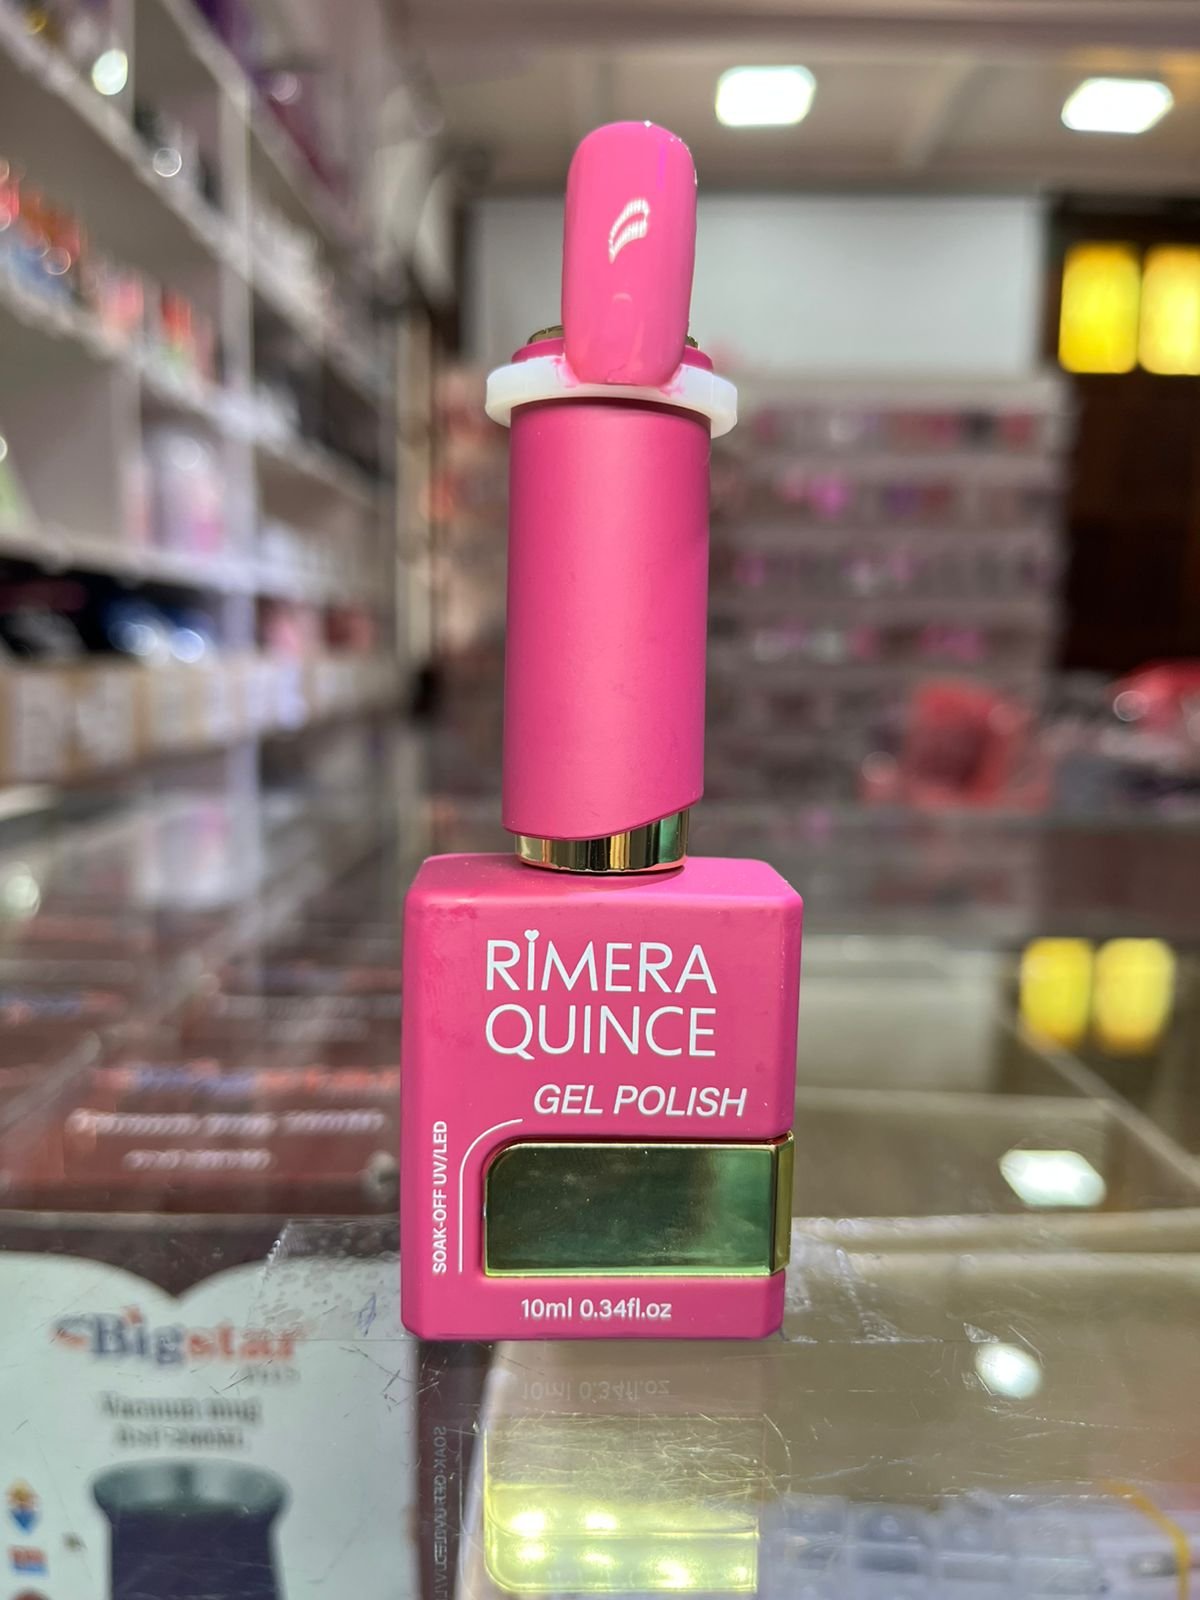 RIMERA
QUINCE
GEL POLISH
SOAK-OFF UV/LED
10ml 0.34fl.oz
Bigstar
Vacuum mug